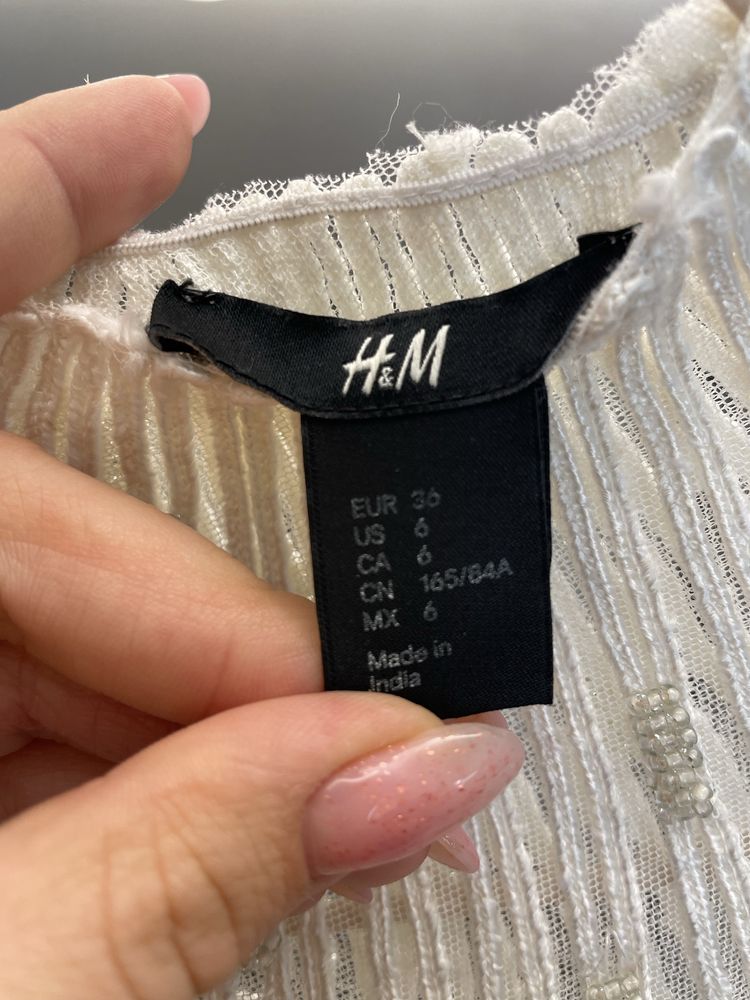 H&M
EUR 36
US 6
CA 6
CN 165/84A
MX 6
Made in
India